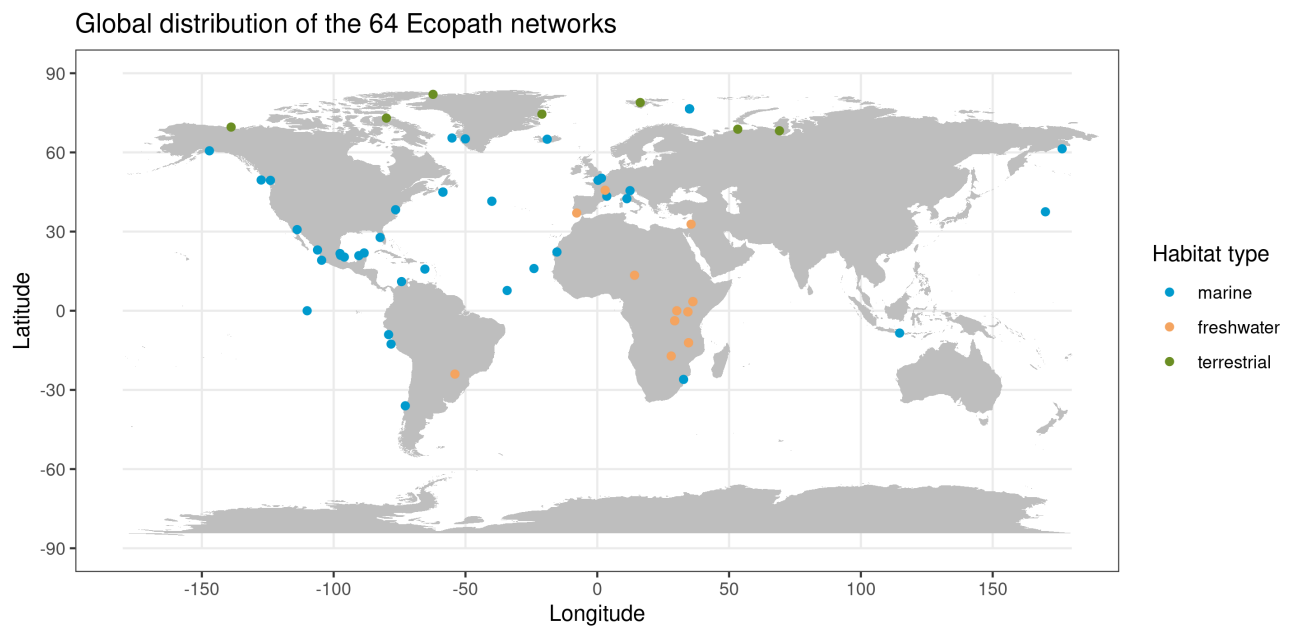 Global distribution of the 64 Ecopath networks
90
60
30
0
-30
-60
-90
Latitude
-150
-100
-50
0
50
100
150
Longitude
Habitat type
marine
freshwater
terrestrial